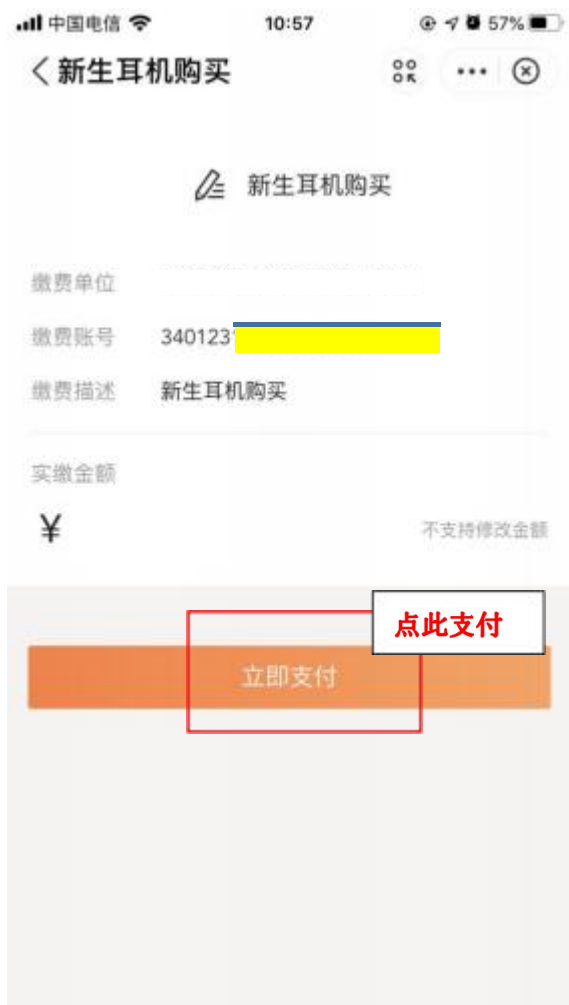 中国电信 10:57 57%
新生耳机购买
新生耳机购买
缴费单位
缴费账号 340123
缴费描述 新生耳机购买
实缴金额
¥ 不支持修改金额
点此支付
立即支付